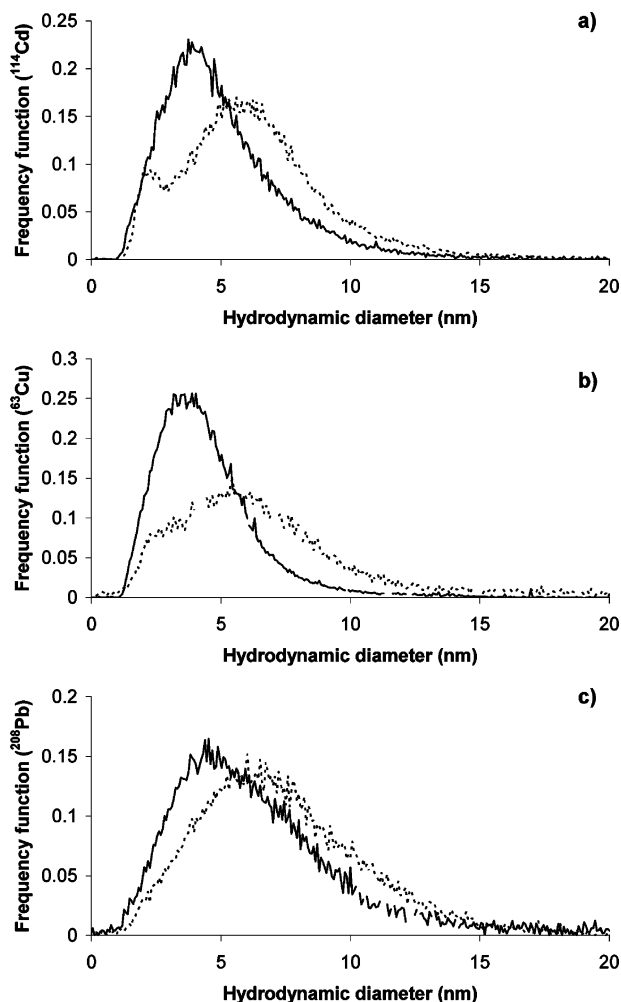 a)
Frequency function (¹¹⁴Cd)
0.25
0.2
0.15
0.1
0.05
0
0 5 10 15 20
Hydrodynamic diameter (nm)
b)
Frequency function (⁶³Cu)
0.3
0.25
0.2
0.15
0.1
0.05
0
0 5 10 15 20
Hydrodynamic diameter (nm)
c)
Frequency function (²⁰⁸Pb)
0.2
0.15
0.1
0.05
0
0 5 10 15 20
Hydrodynamic diameter (nm)